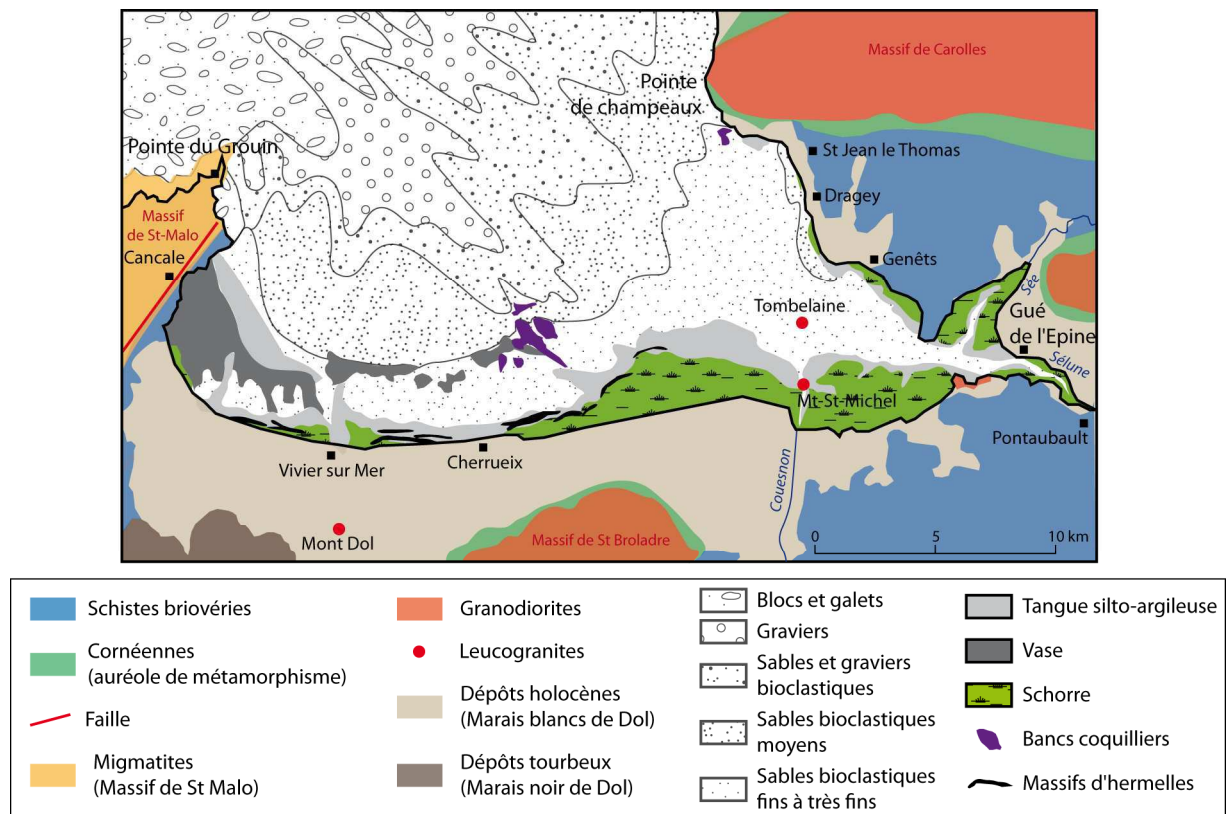 Massif de Carolles
Pointe
de champeaux
Pointe du Grouin
St Jean le Thomas
Dragey
Massif
de St-Malo
Cancale
Genêts
Sée
Tombelaine
Gué
de l'Epine
Sélune
Mt-St-Michel
Pontaubault
Vivier sur Mer
Cherrueix
Couesnon
Mont Dol
Massif de St Broladre
0 5 10 km
Schistes briovéries
Cornéennes
(auréole de métamorphisme)
Faille
Migmatites
(Massif de St Malo)
Granodiorites
Leucogranites
Dépôts holocènes
(Marais blancs de Dol)
Dépôts tourbeux
(Marais noir de Dol)
Blocs et galets
Graviers
Sables et graviers
bioclastiques
Sables bioclastiques
moyens
Sables bioclastiques
fins à très fins
Tangue silto-argileuse
Vase
Schorre
Bancs coquilliers
Massifs d'hermelles